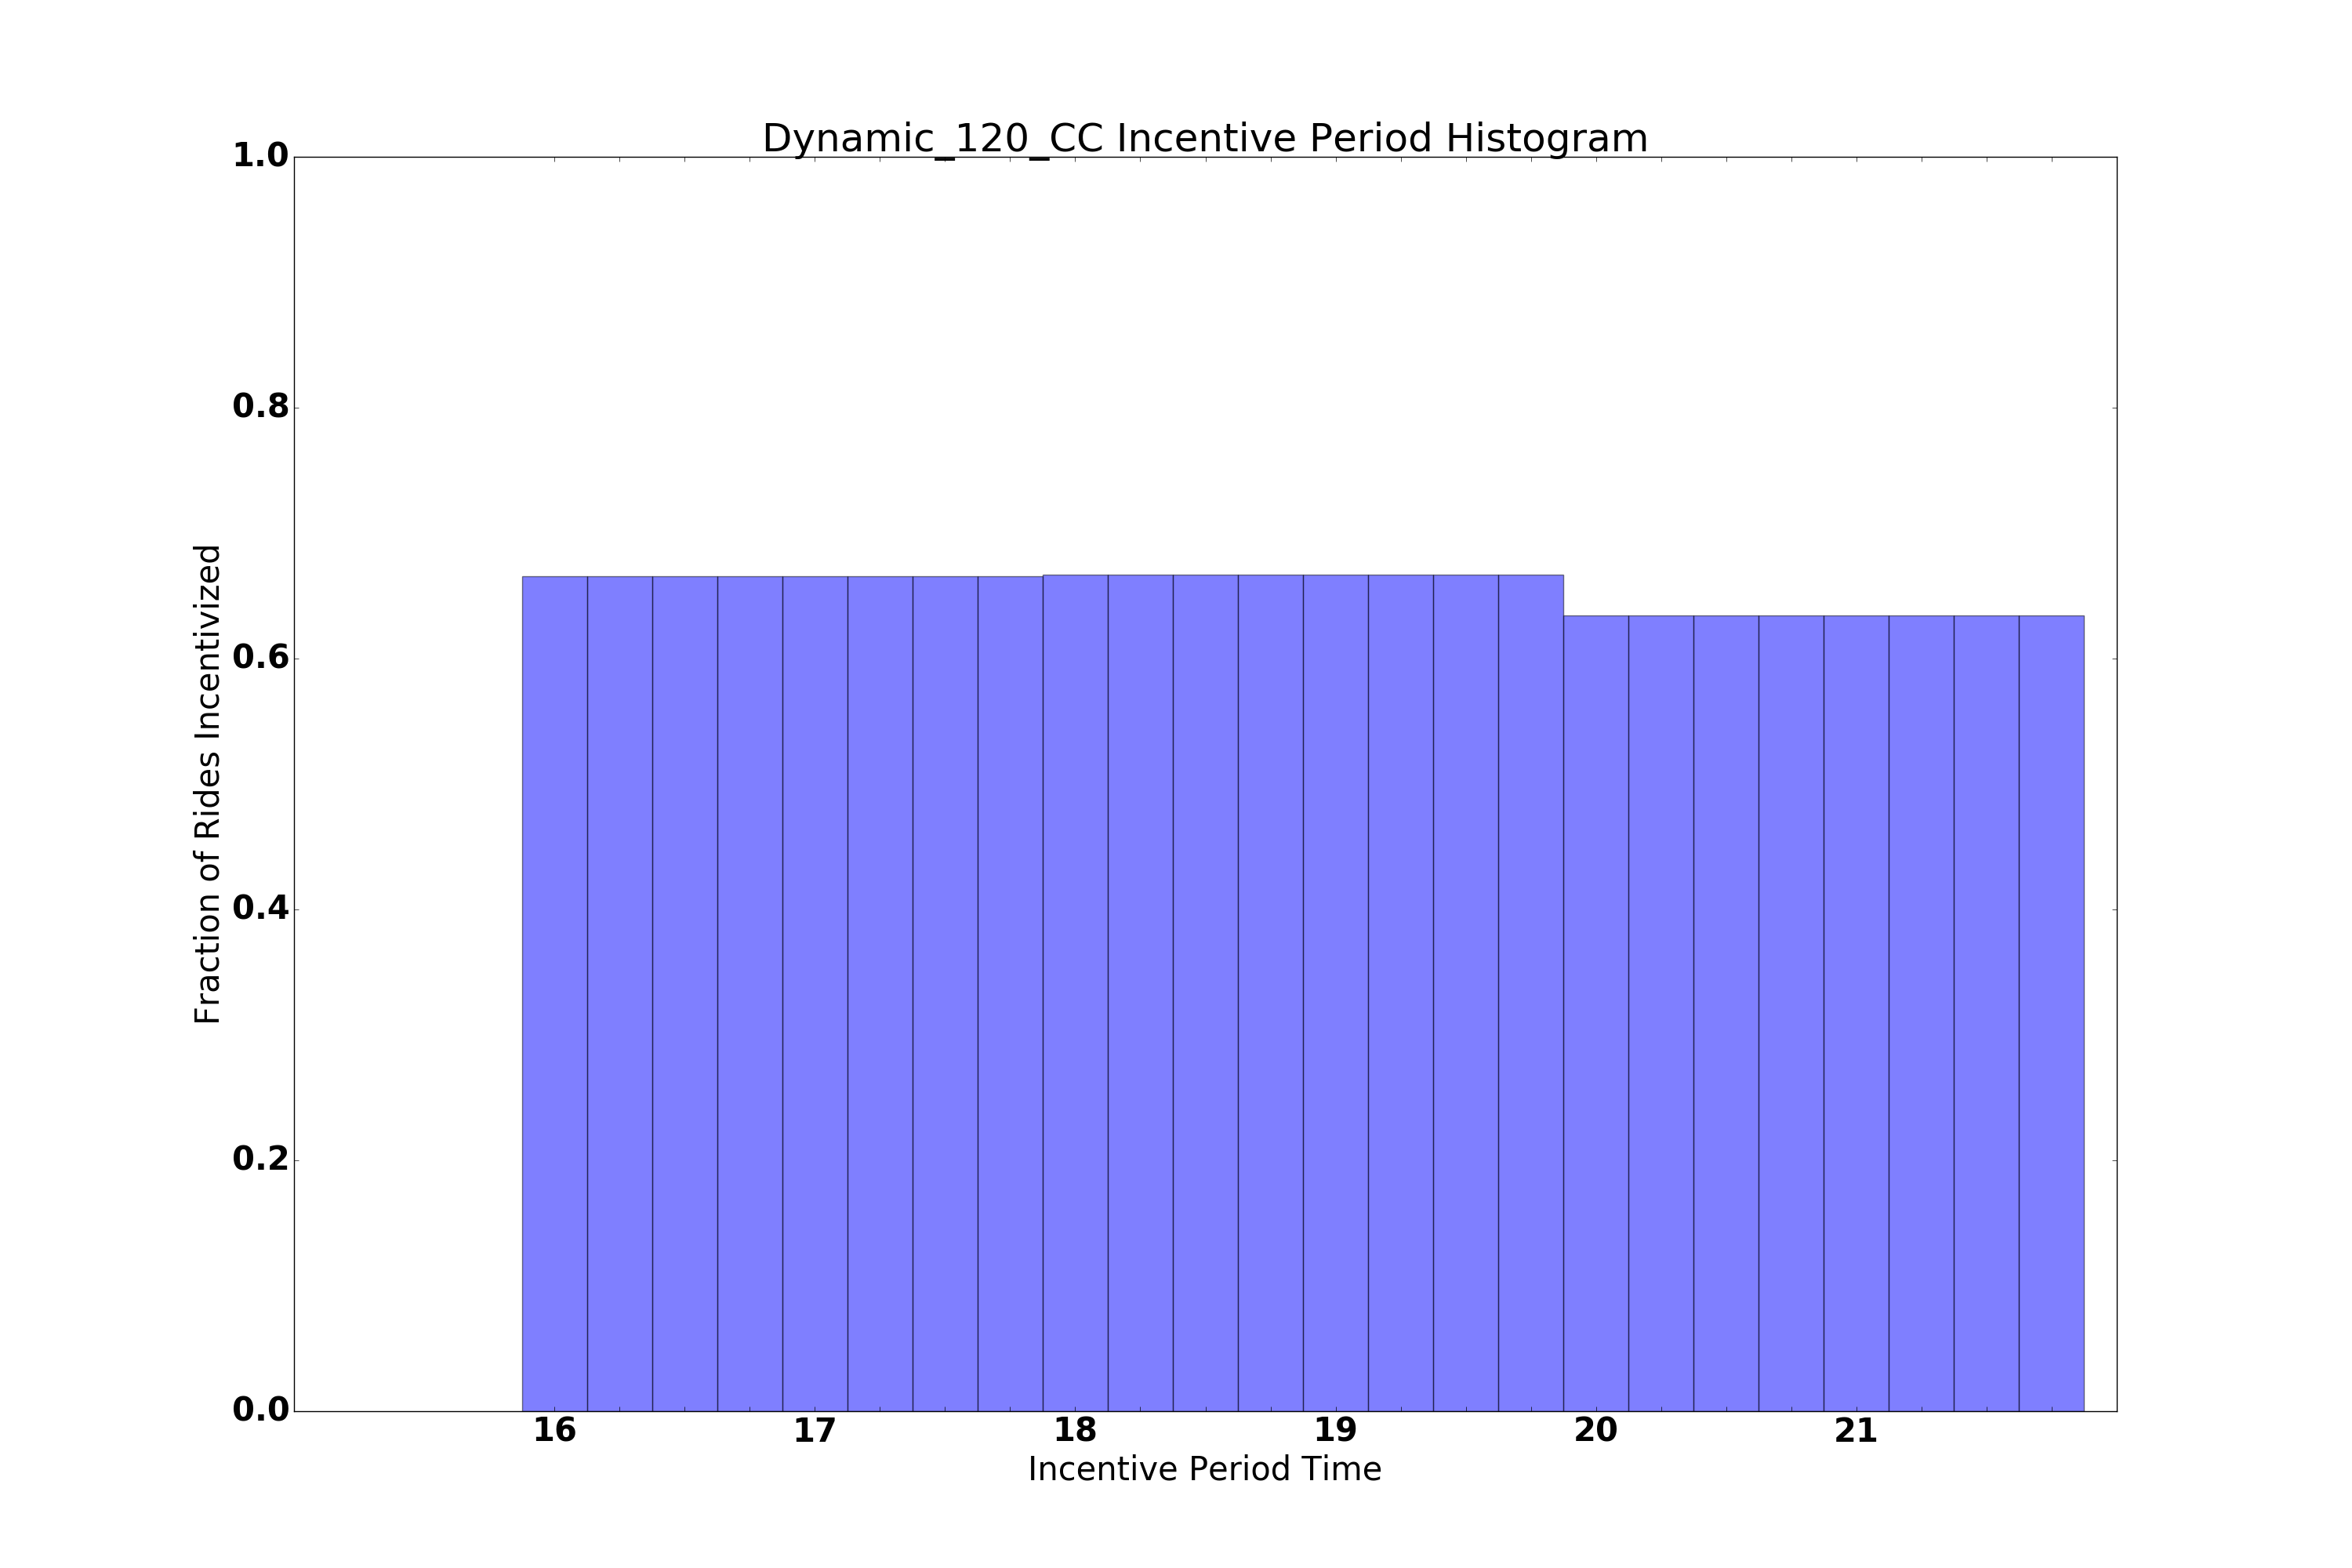 Dynamic_120_CC Incentive Period Histogram
1.0
0.8
0.6
0.4
0.2
0.0
Fraction of Rides Incentivized
16 17 18 19 20 21
Incentive Period Time